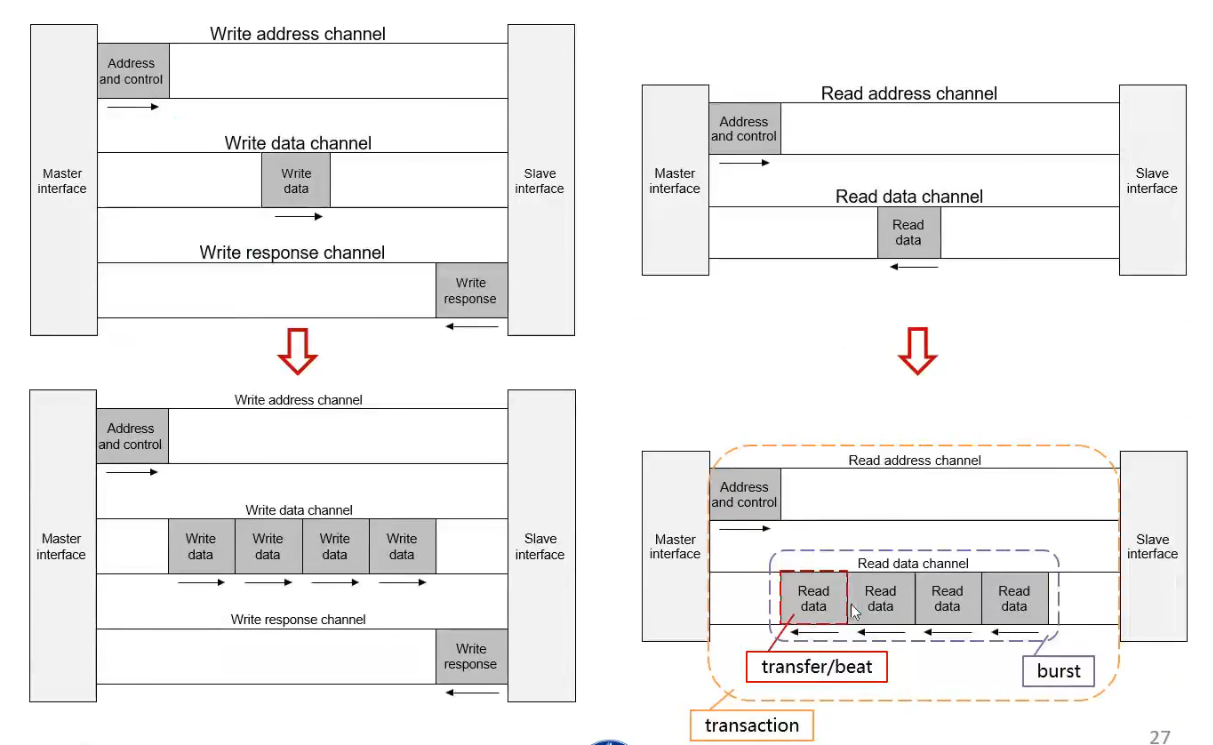 Write address channel
Address
and control
Write data channel
Master
interface
Write
data
Slave
interface
Write response channel
Write
response
Read address channel
Address
and control
Master
interface
Slave
interface
Read data channel
Read
data
Write address channel
Address
and control
Write data channel
Master
interface
Write
data
Write
data
Write
data
Write
data
Slave
interface
Write response channel
Write
response
Read address channel
Address
and control
Master
interface
Slave
interface
Read data channel
Read
data
Read
data
Read
data
Read
data
transfer/beat
burst
transaction
27